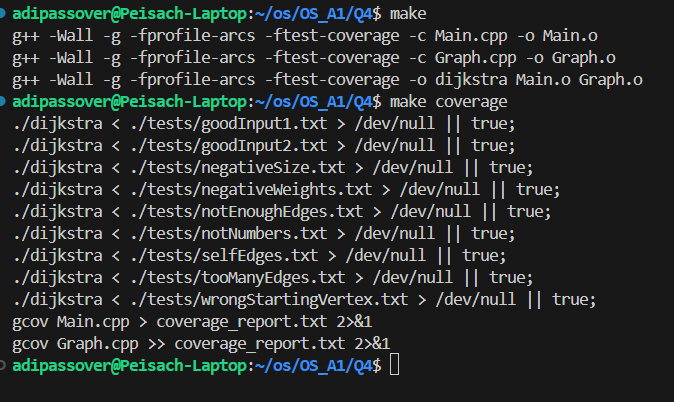 adipassover@Peisach-Laptop:~/os/OS_A1/Q4$ make
g++ -Wall -g -fprofile-arcs -ftest-coverage -c Main.cpp -o Main.o
g++ -Wall -g -fprofile-arcs -ftest-coverage -c Graph.cpp -o Graph.o
g++ -Wall -g -fprofile-arcs -ftest-coverage -o dijkstra Main.o Graph.o
adipassover@Peisach-Laptop:~/os/OS_A1/Q4$ make coverage
./dijkstra < ./tests/goodInput1.txt > /dev/null || true;
./dijkstra < ./tests/goodInput2.txt > /dev/null || true;
./dijkstra < ./tests/negativeSize.txt > /dev/null || true;
./dijkstra < ./tests/negativeWeights.txt > /dev/null || true;
./dijkstra < ./tests/notEnoughEdges.txt > /dev/null || true;
./dijkstra < ./tests/notNumbers.txt > /dev/null || true;
./dijkstra < ./tests/selfEdges.txt > /dev/null || true;
./dijkstra < ./tests/tooManyEdges.txt > /dev/null || true;
./dijkstra < ./tests/wrongStartingVertex.txt > /dev/null || true;
gcov Main.cpp > coverage_report.txt 2>&1
gcov Graph.cpp >> coverage_report.txt 2>&1
adipassover@Peisach-Laptop:~/os/OS_A1/Q4$